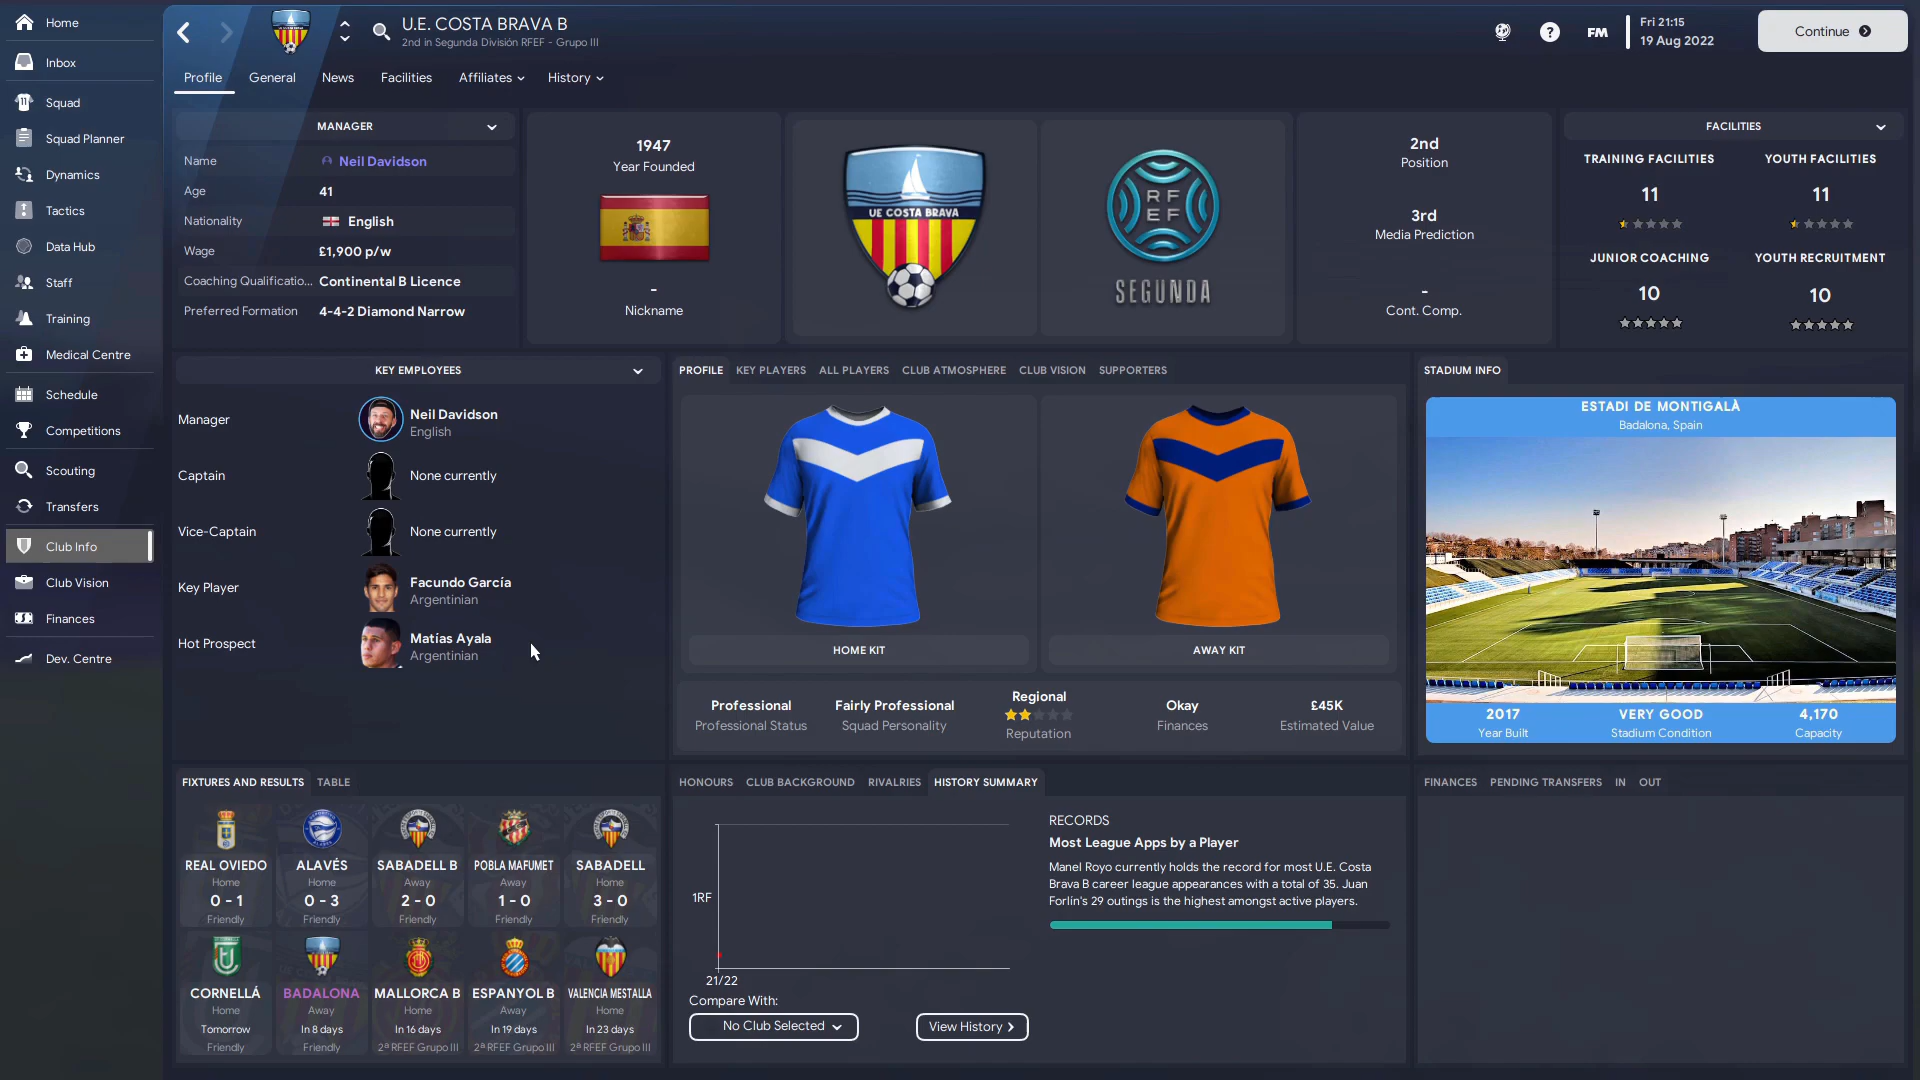 Home
Inbox
Squad
Squad Planner
Dynamics
Tactics
Data Hub
Staff
Training
Medical Centre
Schedule
Competitions
Scouting
Transfers
Club Info
Club Vision
Finances
Dev. Centre
U.E. COSTA BRAVA B
2nd in Segunda División RFEF - Grupo III
FM
Fri 21:15
19 Aug 2022
Continue
Profile General News Facilities Affiliates History
MANAGER
Name Neil Davidson
Age 41
Nationality English
Wage £1,900 p/w
Coaching Qualificatio... Continental B Licence
Preferred Formation 4-4-2 Diamond Narrow
1947
Year Founded
-
Nickname
UE COSTA BRAVA
RF
EF
SEGUNDA
2nd
Position
3rd
Media Prediction
-
Cont. Comp.
FACILITIES
TRAINING FACILITIES YOUTH FACILITIES
11 11
JUNIOR COACHING YOUTH RECRUITMENT
10 10
KEY EMPLOYEES
Manager Neil Davidson
English
Captain None currently
Vice-Captain None currently
Key Player Facundo García
Argentinian
Hot Prospect Matías Ayala
Argentinian
PROFILE KEY PLAYERS ALL PLAYERS CLUB ATMOSPHERE CLUB VISION SUPPORTERS
HOME KIT AWAY KIT
Professional
Professional Status
Fairly Professional
Squad Personality
Regional
Reputation
Okay
Finances
£45K
Estimated Value
STADIUM INFO
ESTADI DE MONTIGALÀ
Badalona, Spain
2017
Year Built
VERY GOOD
Stadium Condition
4,170
Capacity
FIXTURES AND RESULTS TABLE
REAL OVIEDO ALAVÉS SABADELL B POBLA MAFUMET SABADELL
Home Home Away Away Home
0 - 1 0 - 3 2 - 0 1 - 0 3 - 0
Friendly Friendly Friendly Friendly Friendly
CORNELLÁ BADALONA MALLORCA B ESPANYOL B VALENCIA MESTALLA
Home Away Home Away Home
Tomorrow In 8 days In 16 days In 19 days In 23 days
Friendly Friendly 2ª RFEF Grupo III 2ª RFEF Grupo III 2ª RFEF Grupo III
HONOURS CLUB BACKGROUND RIVALRIES HISTORY SUMMARY
1RF
21/22
Compare With:
No Club Selected
View History
RECORDS
Most League Apps by a Player
Manel Royo currently holds the record for most U.E. Costa
Brava B career league appearances with a total of 35. Juan
Forlín's 29 outings is the highest amongst active players.
FINANCES PENDING TRANSFERS IN OUT